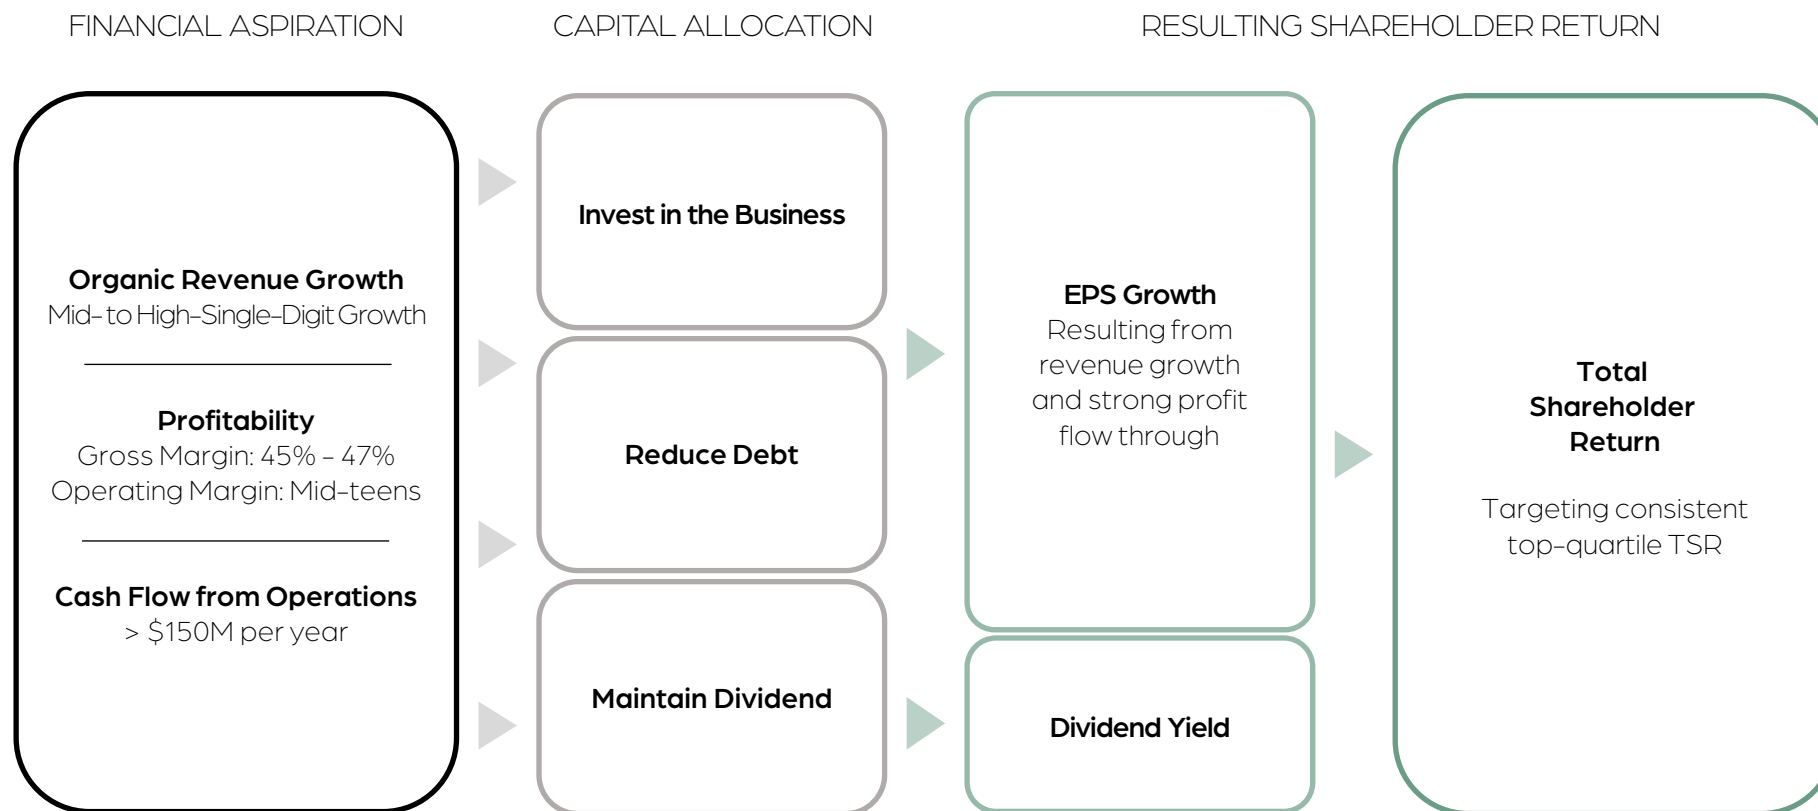 FINANCIAL ASPIRATION
CAPITAL ALLOCATION
RESULTING SHAREHOLDER RETURN
Organic Revenue Growth
Mid- to High-Single-Digit Growth
Profitability
Gross Margin: 45% - 47%
Operating Margin: Mid-teens
Cash Flow from Operations
> $150M per year
Invest in the Business
Reduce Debt
Maintain Dividend
EPS Growth
Resulting from
revenue growth
and strong profit
flow through
Dividend Yield
Total
Shareholder
Return
Targeting consistent
top-quartile TSR